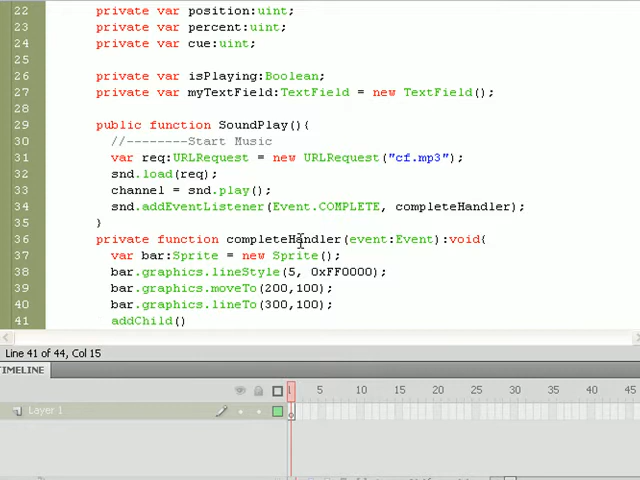 22 private var position:uint;
23 private var percent:uint;
24 private var cue:uint;
25
26 private var isPlaying:Boolean;
27 private var myTextField:TextField = new TextField();
28
29 public function SoundPlay(){
30 //--------Start Music
31 var req:URLRequest = new URLRequest("cf.mp3");
32 snd.load(req);
33 channel = snd.play();
34 snd.addEventListener(Event.COMPLETE, completeHandler);
35 }
36 private function completeHandler(event:Event):void{
37 var bar:Sprite = new Sprite();
38 bar.graphics.lineStyle(5, 0xFF0000);
39 bar.graphics.moveTo(200,100);
40 bar.graphics.lineTo(300,100);
41 addChild()
Line 41 of 44, Col 15
TIMELINE
1 5 10 15 20 25 30 35 40 45
Layer 1